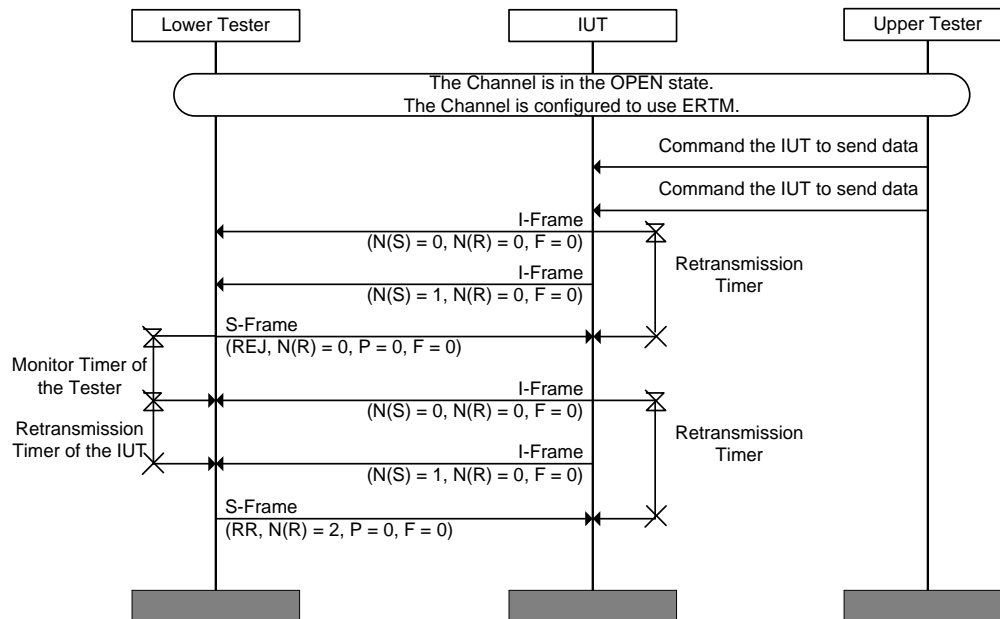 Lower Tester
IUT
Upper Tester
The Channel is in the OPEN state.
The Channel is configured to use ERTM.
Command the IUT to send data
Command the IUT to send data
I-Frame
(N(S) = 0, N(R) = 0, F = 0)
I-Frame
(N(S) = 1, N(R) = 0, F = 0)
Retransmission
Timer
S-Frame
(REJ, N(R) = 0, P = 0, F = 0)
Monitor Timer of
the Tester
I-Frame
(N(S) = 0, N(R) = 0, F = 0)
Retransmission
Timer of the IUT
I-Frame
(N(S) = 1, N(R) = 0, F = 0)
Retransmission
Timer
S-Frame
(RR, N(R) = 2, P = 0, F = 0)